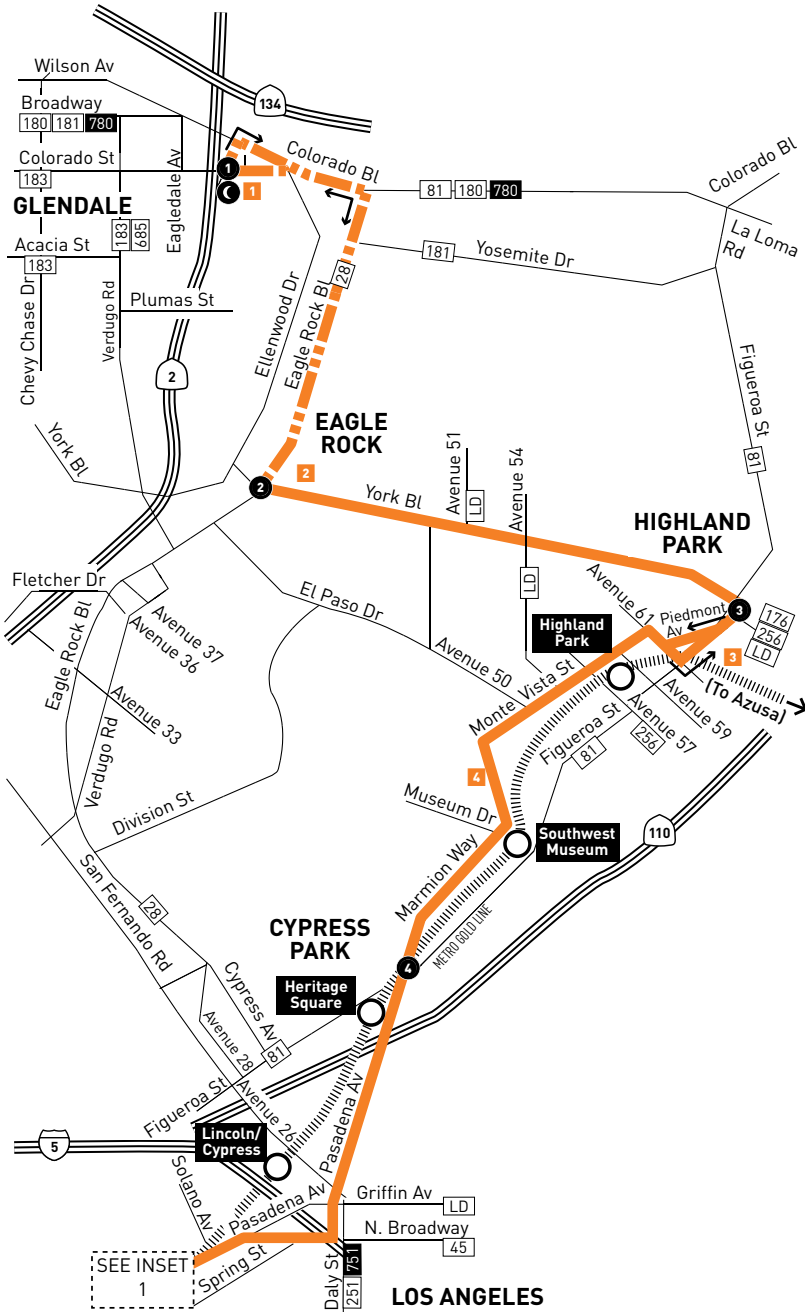 Wilson Av
134
Broadway
180 181 780
Colorado St
183
GLENDALE
Eagledale Av
1
1
Colorado Bl
81 180 780
Colorado Bl
La Loma
Rd
183
685
Acacia St
183
Chevy Chase Dr
Verdugo Rd
Plumas St
2
Ellenwood Dr
Eagle Rock Bl
28
181
Yosemite Dr
Figueroa St
81
York Bl
EAGLE
ROCK
2
2
York Bl
Avenue 51
LD
Avenue 54
LD
HIGHLAND
PARK
3
176
256
LD
3
Piedmont
Av
Avenue 61
Highland
Park
(To Azusa)
Fletcher Dr
Eagle Rock Bl
Avenue 37
Avenue 36
Avenue 33
Verdugo Rd
El Paso Dr
Avenue 50
Monte Vista St
Figueroa St
81
Avenue 59
Avenue 57
256
4
Division St
Museum Dr
Southwest
Museum
110
Marmion Way
METRO GOLD LINE
San Fernando Rd
28
CYPRESS
PARK
4
Heritage
Square
Cypress Av
Avenue 28
81
Figueroa St
Avenue 26
Pasadena Av
5
Lincoln/
Cypress
Solano Av
Pasadena Av
Griffin Av
LD
N. Broadway
45
Spring St
SEE INSET
1
Daly St
251
751
LOS ANGELES